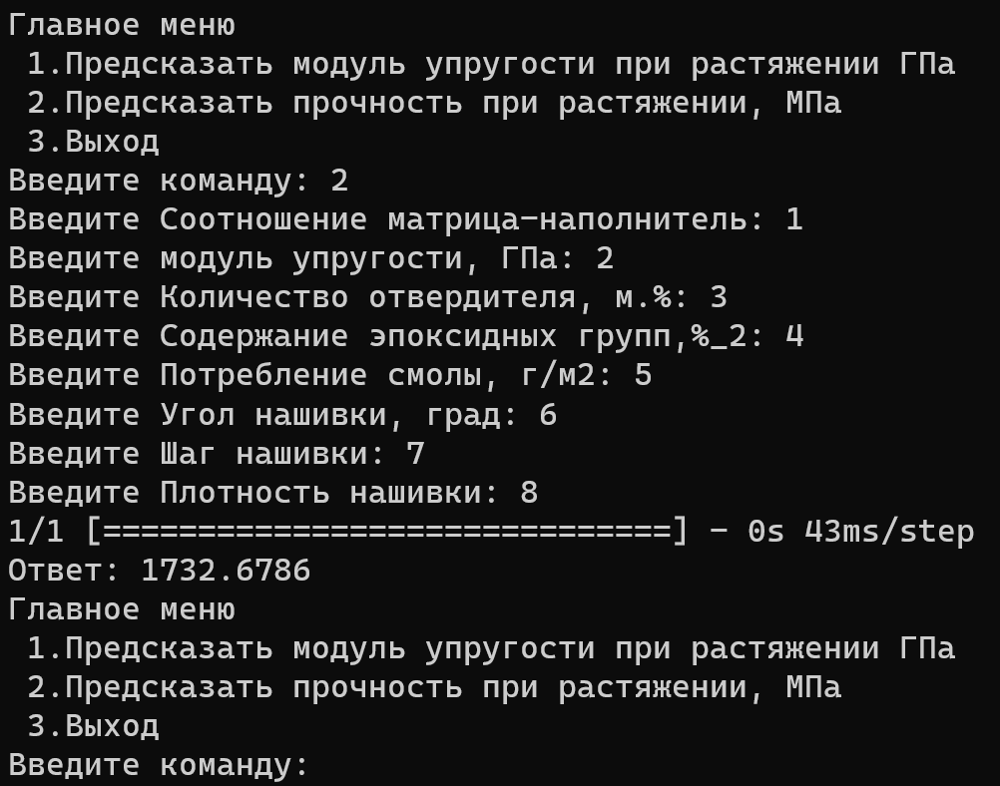 Главное меню
1.Предсказать модуль упругости при растяжении ГПа
2.Предсказать прочность при растяжении, МПа
3.Выход
Введите команду: 2
Введите Соотношение матрица-наполнитель: 1
Введите модуль упругости, ГПа: 2
Введите Количество отвердителя, м.%: 3
Введите Содержание эпоксидных групп,%_2: 4
Введите Потребление смолы, г/м2: 5
Введите Угол нашивки, град: 6
Введите Шаг нашивки: 7
Введите Плотность нашивки: 8
1/1 [==============================] - 0s 43ms/step
Ответ: 1732.6786
Главное меню
1.Предсказать модуль упругости при растяжении ГПа
2.Предсказать прочность при растяжении, МПа
3.Выход
Введите команду: